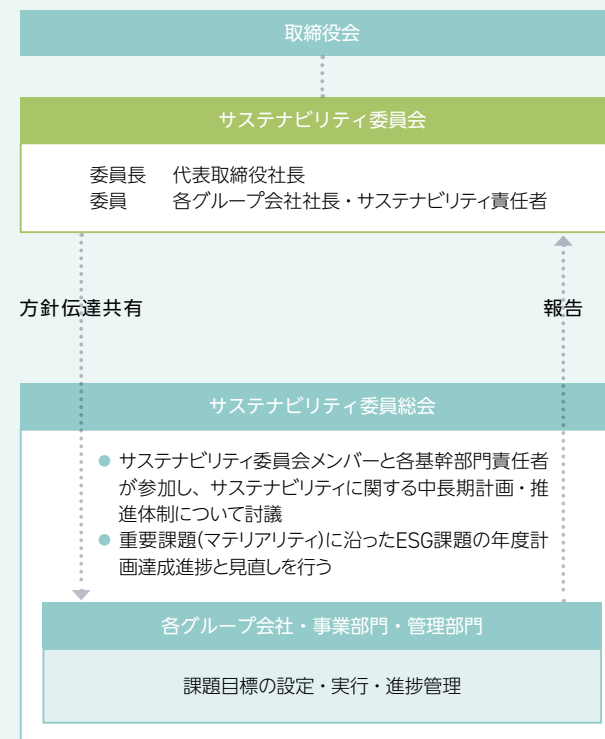 取締役会
サステナビリティ委員会
委員長　代表取締役社長
委員　各グループ会社社長・サステナビリティ責任者
方針伝達共有
報告
サステナビリティ委員総会
● サステナビリティ委員会メンバーと各基幹部門責任者
が参加し、サステナビリティに関する中長期計画・推
進体制について討議
● 重要課題(マテリアリティ)に沿ったESG課題の年度計
画達成進捗と見直しを行う
各グループ会社・事業部門・管理部門
課題目標の設定・実行・進捗管理